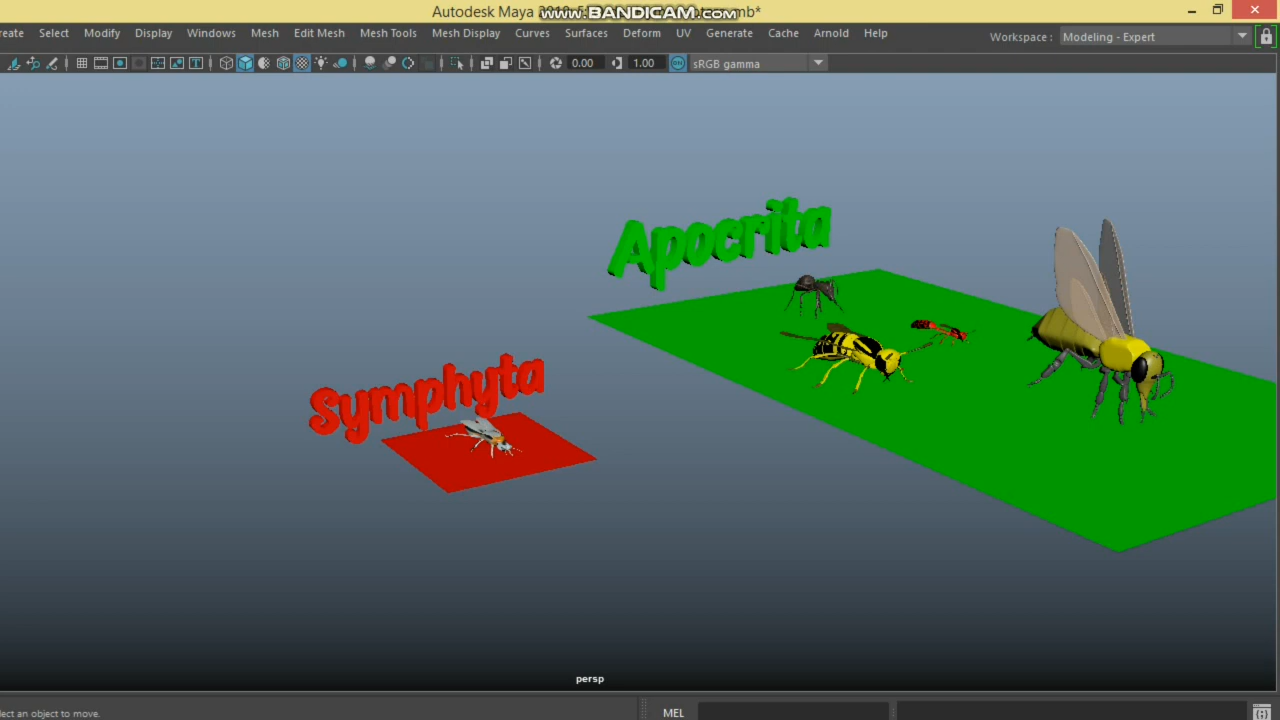 Autodesk Maya
www.BANDICAM.com
.mb*
reate Select Modify Display Windows Mesh Edit Mesh Mesh Tools Mesh Display Curves Surfaces Deform UV Generate Cache Arnold Help
Workspace : Modeling - Expert
0.00 1.00 ON sRGB gamma
Apocrita
Symphyta
persp
lect an object to move.
MEL